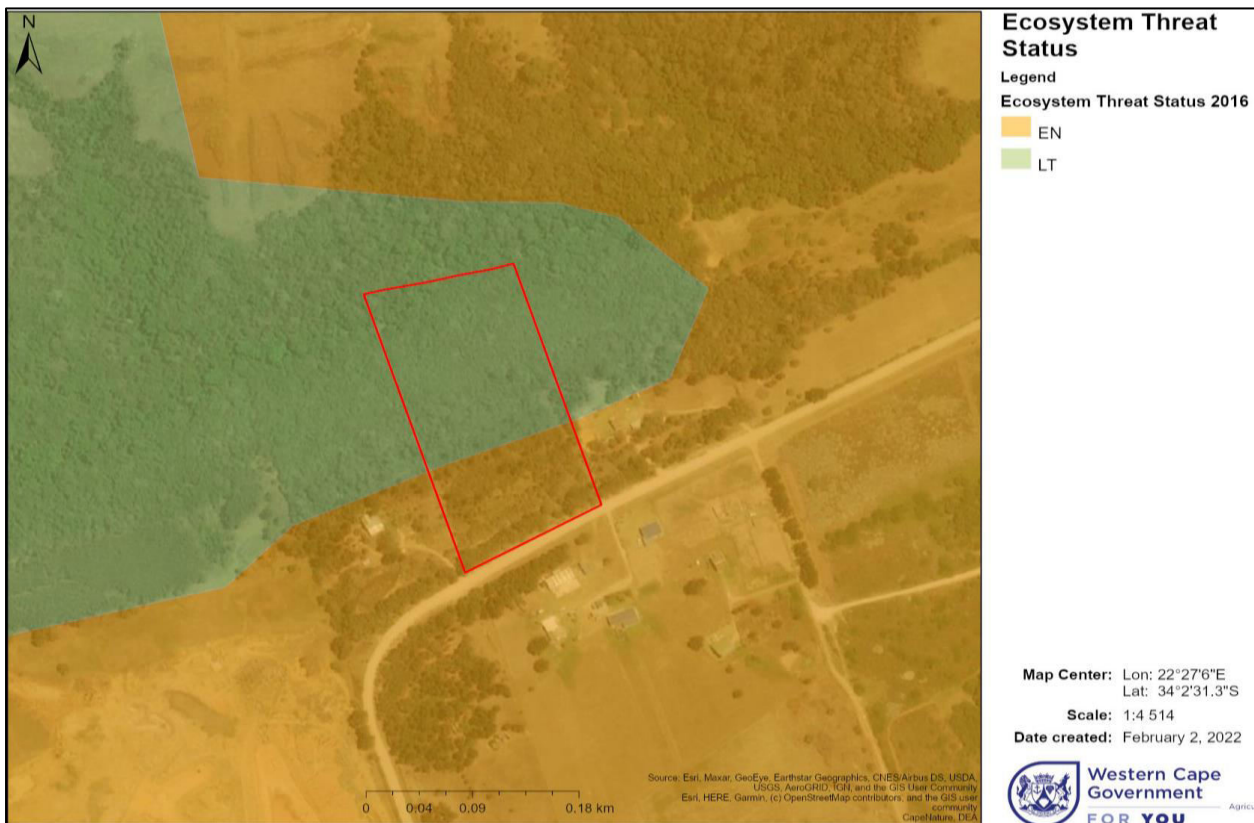 N
Ecosystem Threat
Status
Legend
Ecosystem Threat Status 2016
EN
LT
Map Center: Lon: 22°27'6"E
Lat: 34°2'31.3"S
Scale: 1:4 514
Date created: February 2, 2022
Source: Esri, Maxar, GeoEye, Earthstar Geographics, CNES/Airbus DS, USDA,
USGS, AeroGRID, IGN, and the GIS User Community
Esri, HERE, Garmin, (c) OpenStreetMap contributors, and the GIS user
community
CapeNature, DEA
0 0,04 0,09 0,18 km
Western Cape
Government
Agricu
FOR YOU